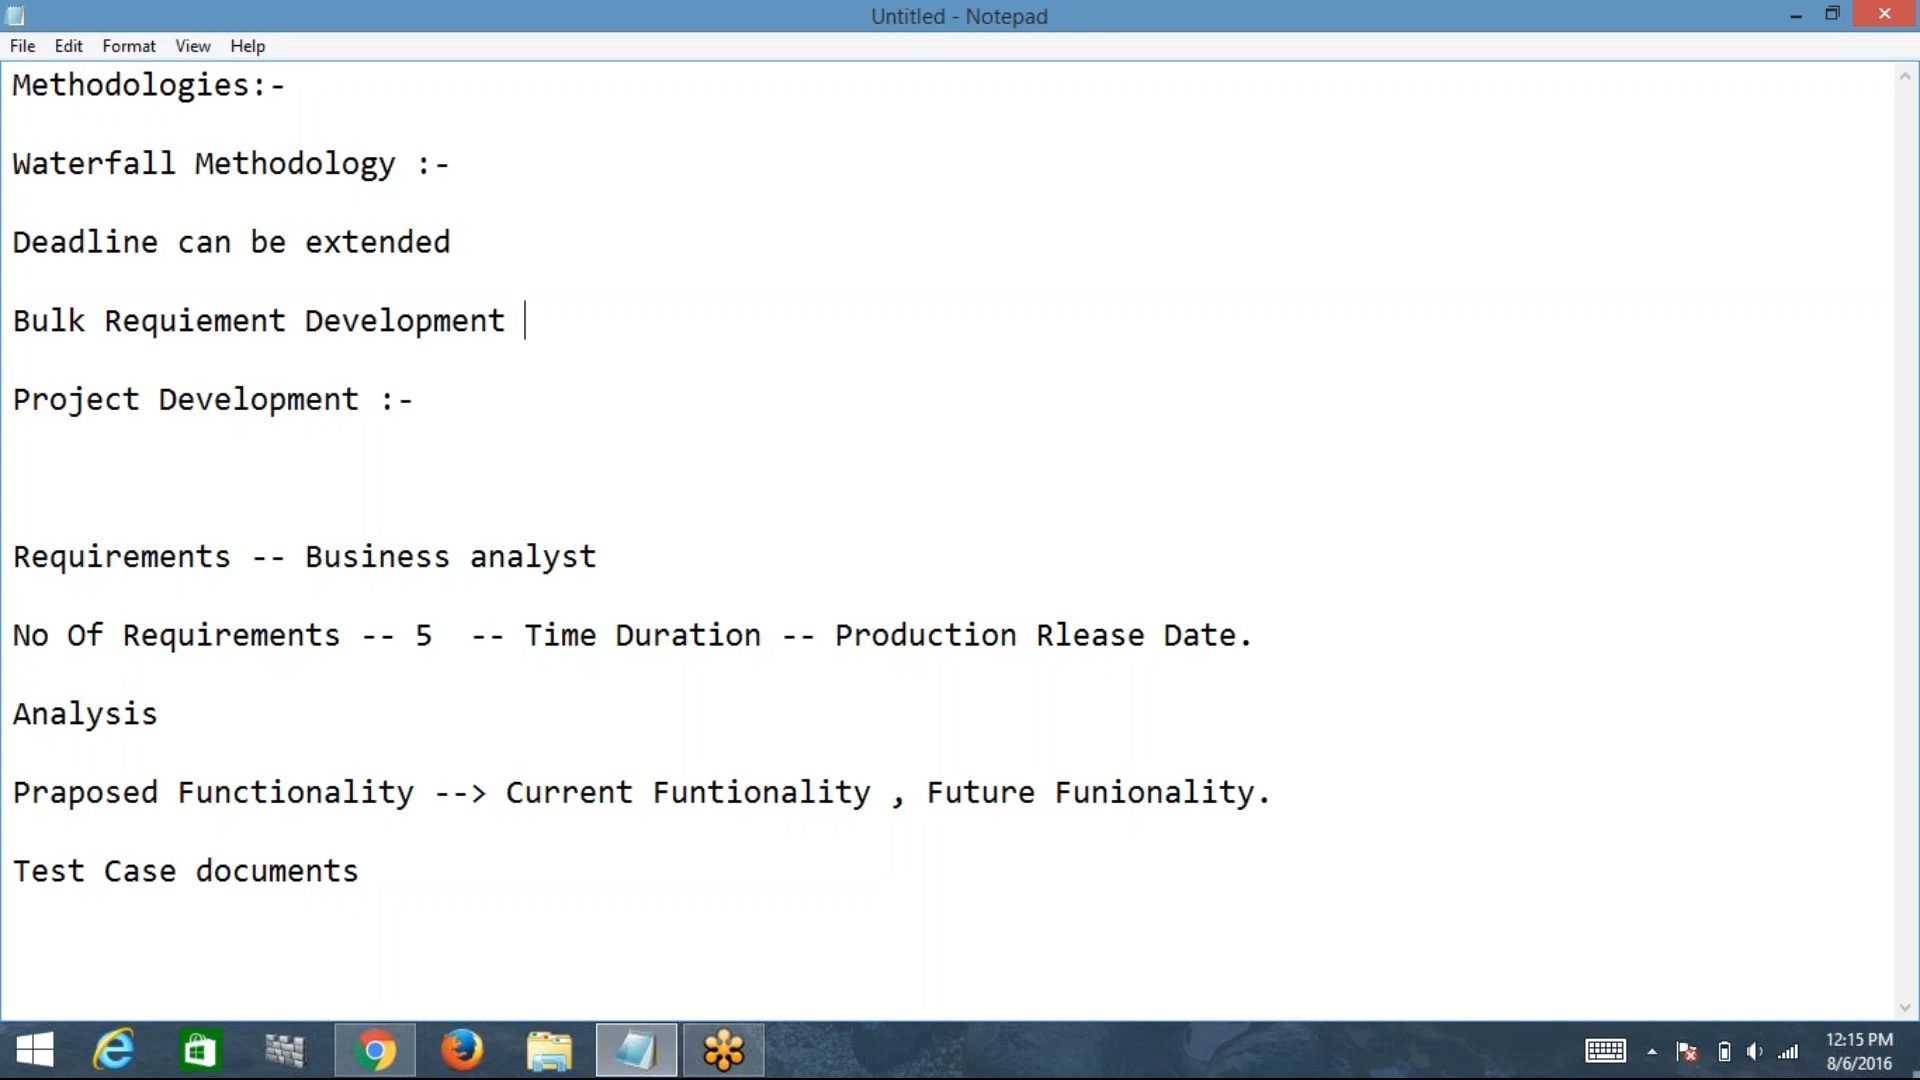 Untitled - Notepad
File Edit Format View Help
Methodologies:-
Waterfall Methodology :-
Deadline can be extended
Bulk Requiement Development
Project Development :-
Requirements -- Business analyst
No Of Requirements -- 5  -- Time Duration -- Production Rlease Date.
Analysis
Praposed Functionality --> Current Funtionality , Future Funionality.
Test Case documents
12:15 PM
8/6/2016